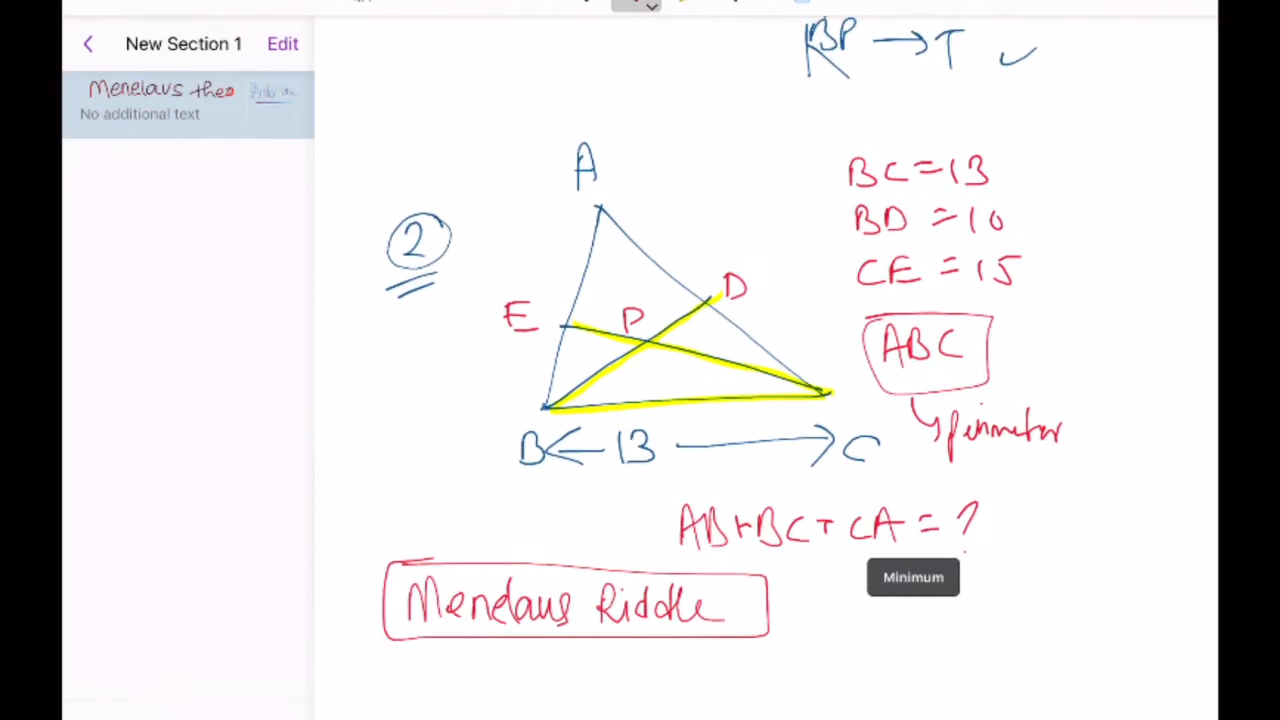 New Section 1 Edit
Menelaus theo
No additional text
BP → T ✓
A
2
BC = 13
BD = 10
CE = 15
D
E
P
ABC
perimeter
B ← 13 → C
AB + BC + CA = ?
Minimum
Menelaus Riddle